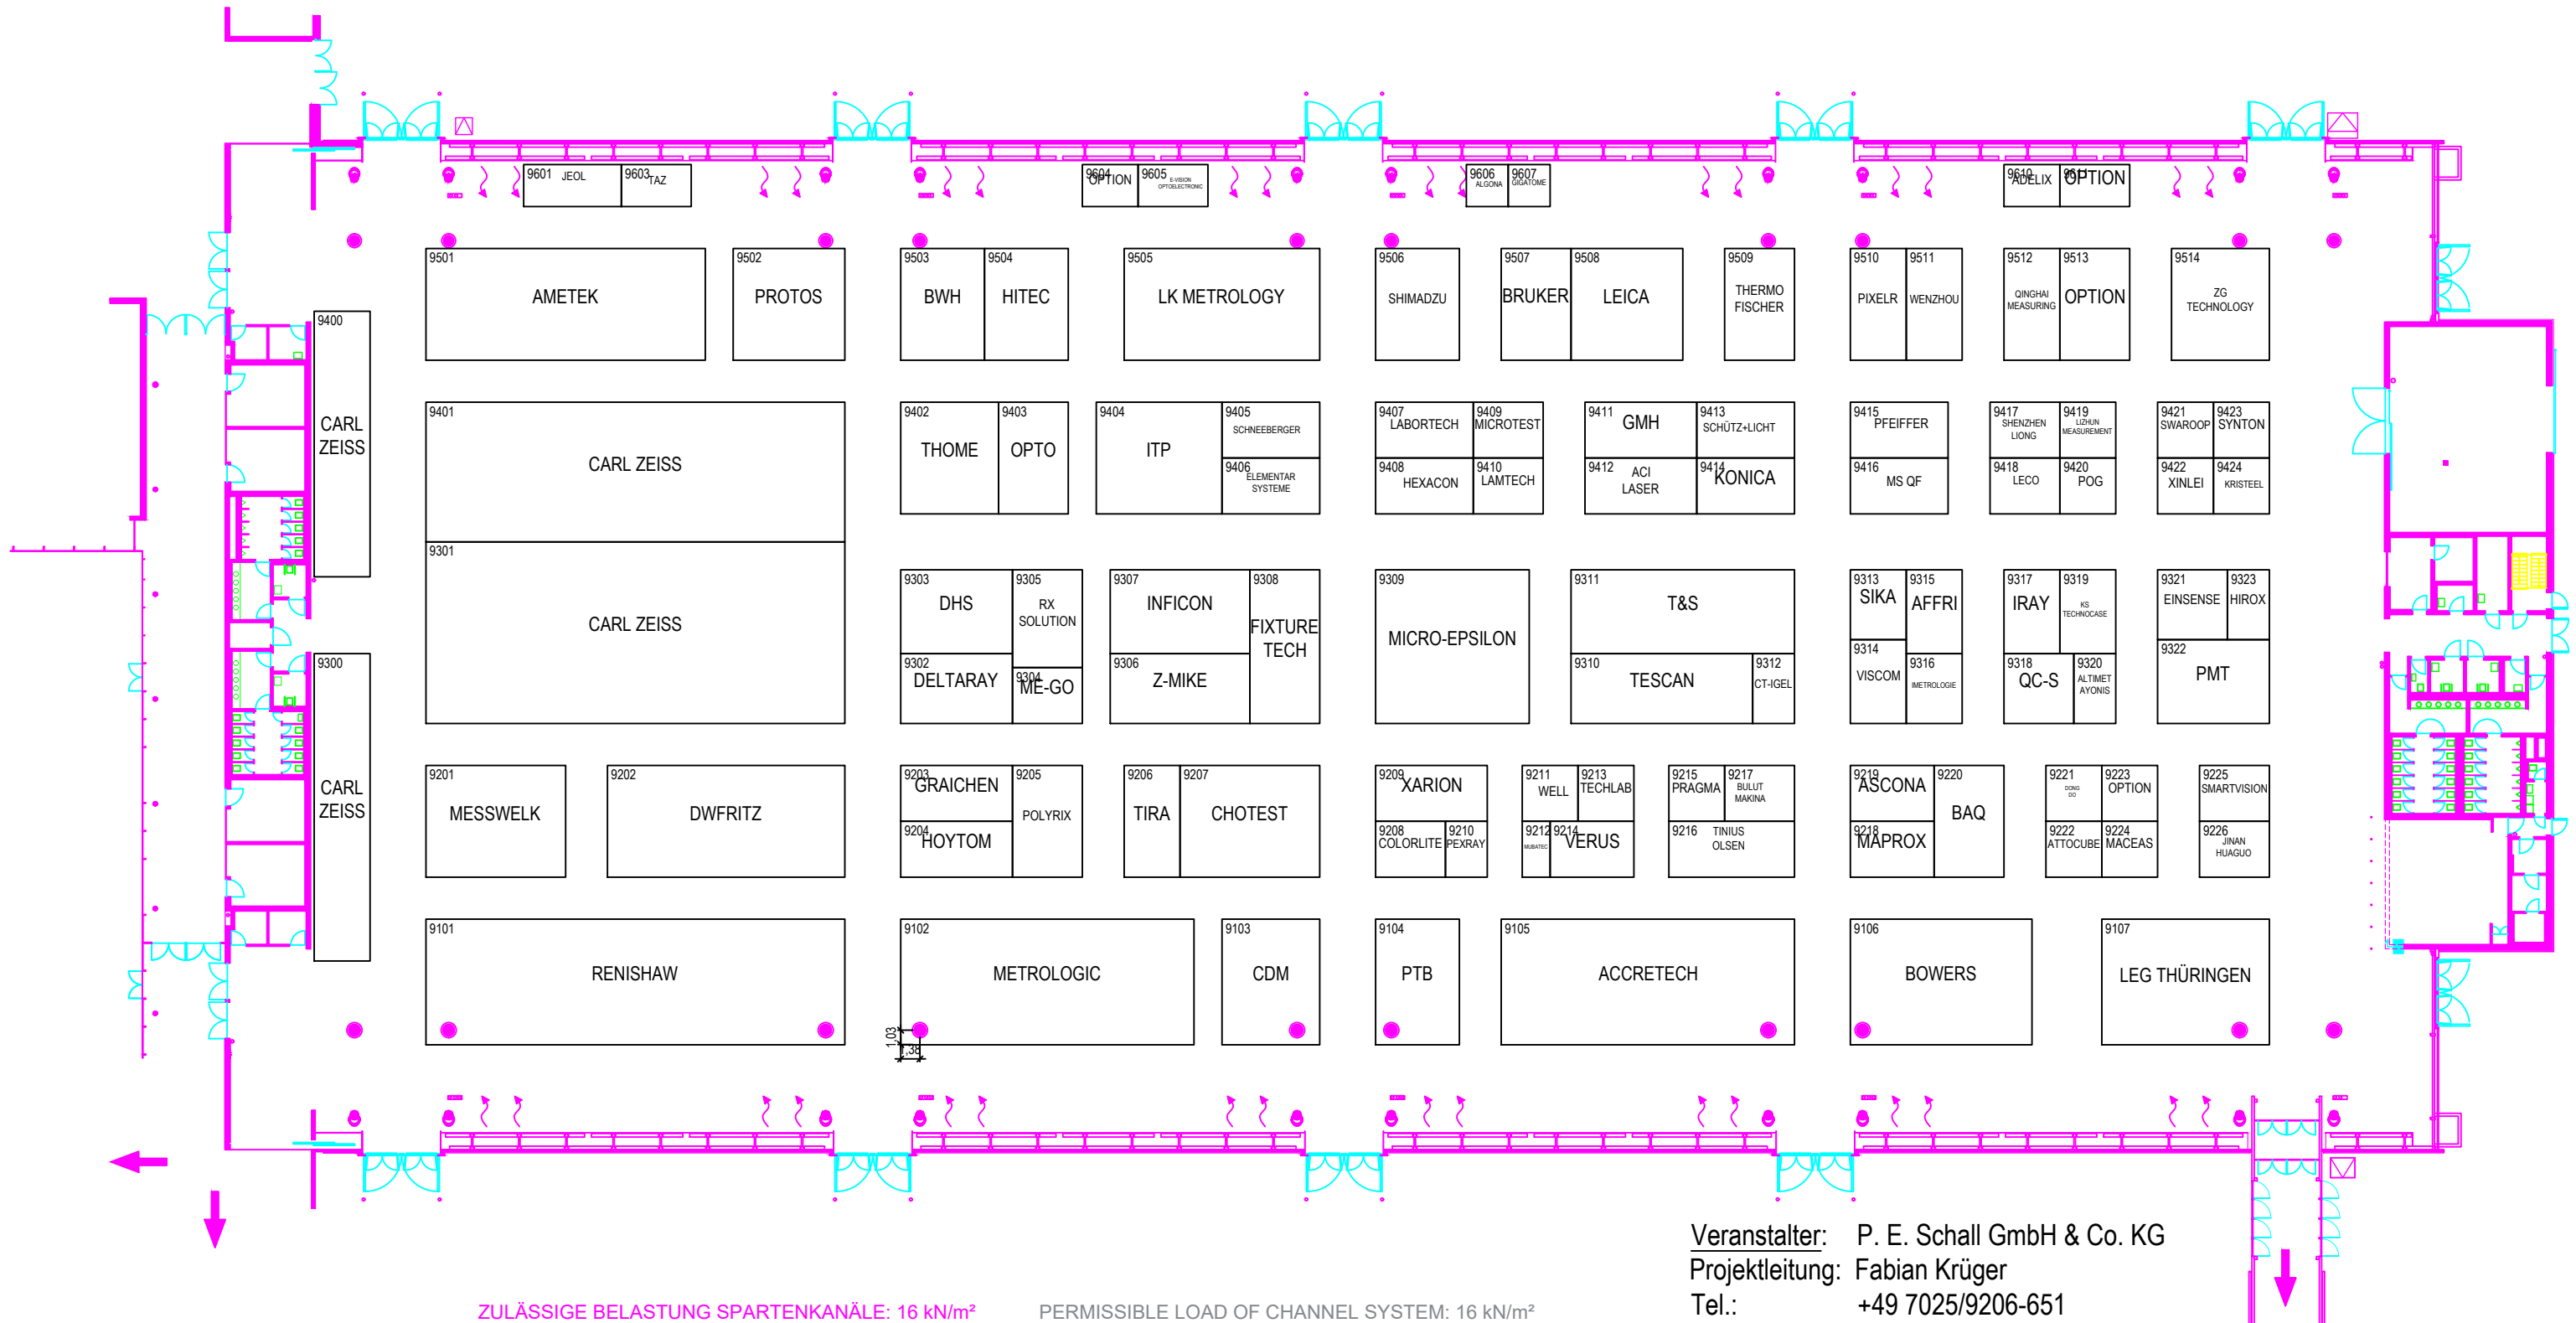 9601 JEOL
9603 TAZ
9604 OPTION
9605 E-VISION
OPTOELECTRONIC
9606 ALGONA
9607 GIGATOME
9610 ADELIX
9611 OPTION
9501 AMETEK
9502 PROTOS
9503 BWH
9504 HITEC
9505 LK METROLOGY
9506 SHIMADZU
9507 BRUKER
9508 LEICA
9509 THERMO
FISCHER
9510 PIXELR
9511 WENZHOU
9512 QINGHAI
MEASURING
9513 OPTION
9514 ZG
TECHNOLOGY
9400 CARL
ZEISS
9401 CARL ZEISS
9402 THOME
9403 OPTO
9404 ITP
9405 SCHNEEBERGER
9406 ELEMENTAR
SYSTEME
9407 LABORTECH
9409 MICROTEST
9408 HEXACON
9410 LAMTECH
9411 GMH
9413 SCHÜTZ+LICHT
9412 ACI
LASER
9414 KONICA
9415 PFEIFFER
9416 MS QF
9417 SHENZHEN
LIONG
9419 LIZHUN
MEASUREMENT
9418 LECO
9420 POG
9421 SWAROOP
9423 SYNTON
9422 XINLEI
9424 KRISTEEL
9301 CARL ZEISS
9300 CARL
ZEISS
9303 DHS
9305 RX
SOLUTION
9302 DELTARAY
9304 ME-GO
9307 INFICON
9308 FIXTURE
TECH
9306 Z-MIKE
9309 MICRO-EPSILON
9311 T&S
9310 TESCAN
9312 CT-IGEL
9313 SIKA
9315 AFFRI
9314 VISCOM
9316 IMETROLOGIE
9317 IRAY
9319 KS
TECHNOCASE
9318 QC-S
9320 ALTIMET
AYONIS
9321 EINSENSE
9323 HIROX
9322 PMT
9201 MESSWELK
9202 DWFRITZ
9203 GRAICHEN
9204 HOYTOM
9205 POLYRIX
9206 TIRA
9207 CHOTEST
9209 XARION
9208 COLORLITE
9210 PEXRAY
9211 WELL
9213 TECHLAB
9212 MUBATEC
9214 VERUS
9215 PRAGMA
9217 BULUT
MAKINA
9216 TINIUS
OLSEN
9219 ASCONA
9218 MAPROX
9220 BAQ
9221 DONG
DO
9223 OPTION
9222 ATTOCUBE
9224 MACEAS
9225 SMARTVISION
9226 JINAN
HUAGUO
9101 RENISHAW
9102 METROLOGIC
9103 CDM
9104 PTB
9105 ACCRETECH
9106 BOWERS
9107 LEG THÜRINGEN
1,03
1,38
Veranstalter: P. E. Schall GmbH & Co. KG
Projektleitung: Fabian Krüger
Tel.: +49 7025/9206-651
ZULÄSSIGE BELASTUNG SPARTENKANÄLE: 16 kN/m² PERMISSIBLE LOAD OF CHANNEL SYSTEM: 16 kN/m²